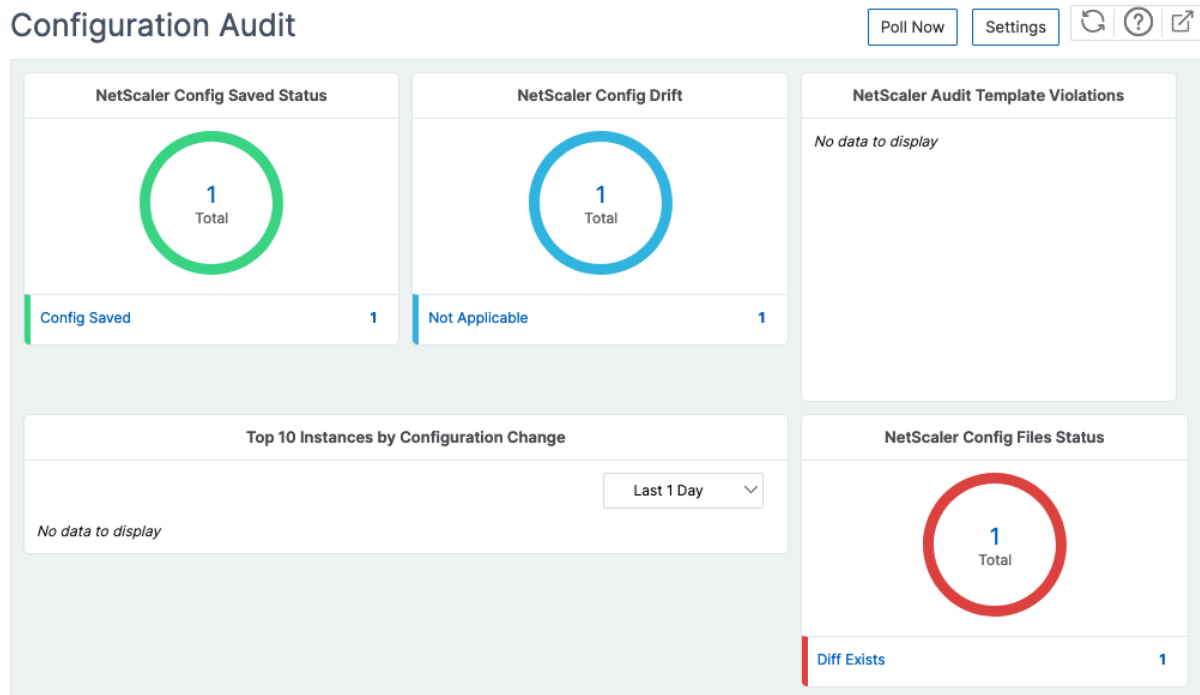 Configuration Audit
Poll Now
Settings
NetScaler Config Saved Status
1
Total
Config Saved 1
NetScaler Config Drift
1
Total
Not Applicable 1
NetScaler Audit Template Violations
No data to display
Top 10 Instances by Configuration Change
Last 1 Day
No data to display
NetScaler Config Files Status
1
Total
Diff Exists 1